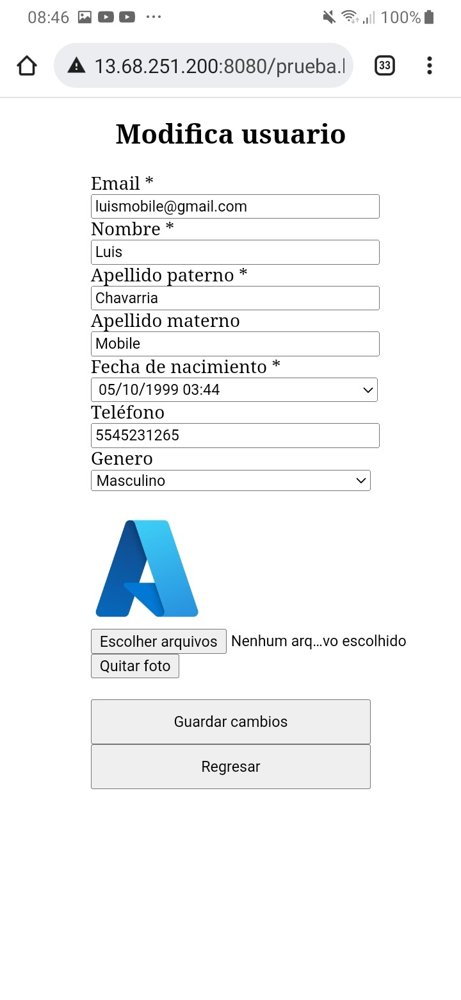 08:46
100%
13.68.251.200:8080/prueba.
33
Modifica usuario
Email *
luismobile@gmail.com
Nombre *
Luis
Apellido paterno *
Chavarria
Apellido materno
Mobile
Fecha de nacimiento *
05/10/1999 03:44
Teléfono
5545231265
Genero
Masculino
Escolher arquivos Nenhum arq...vo escolhido
Quitar foto
Guardar cambios
Regresar